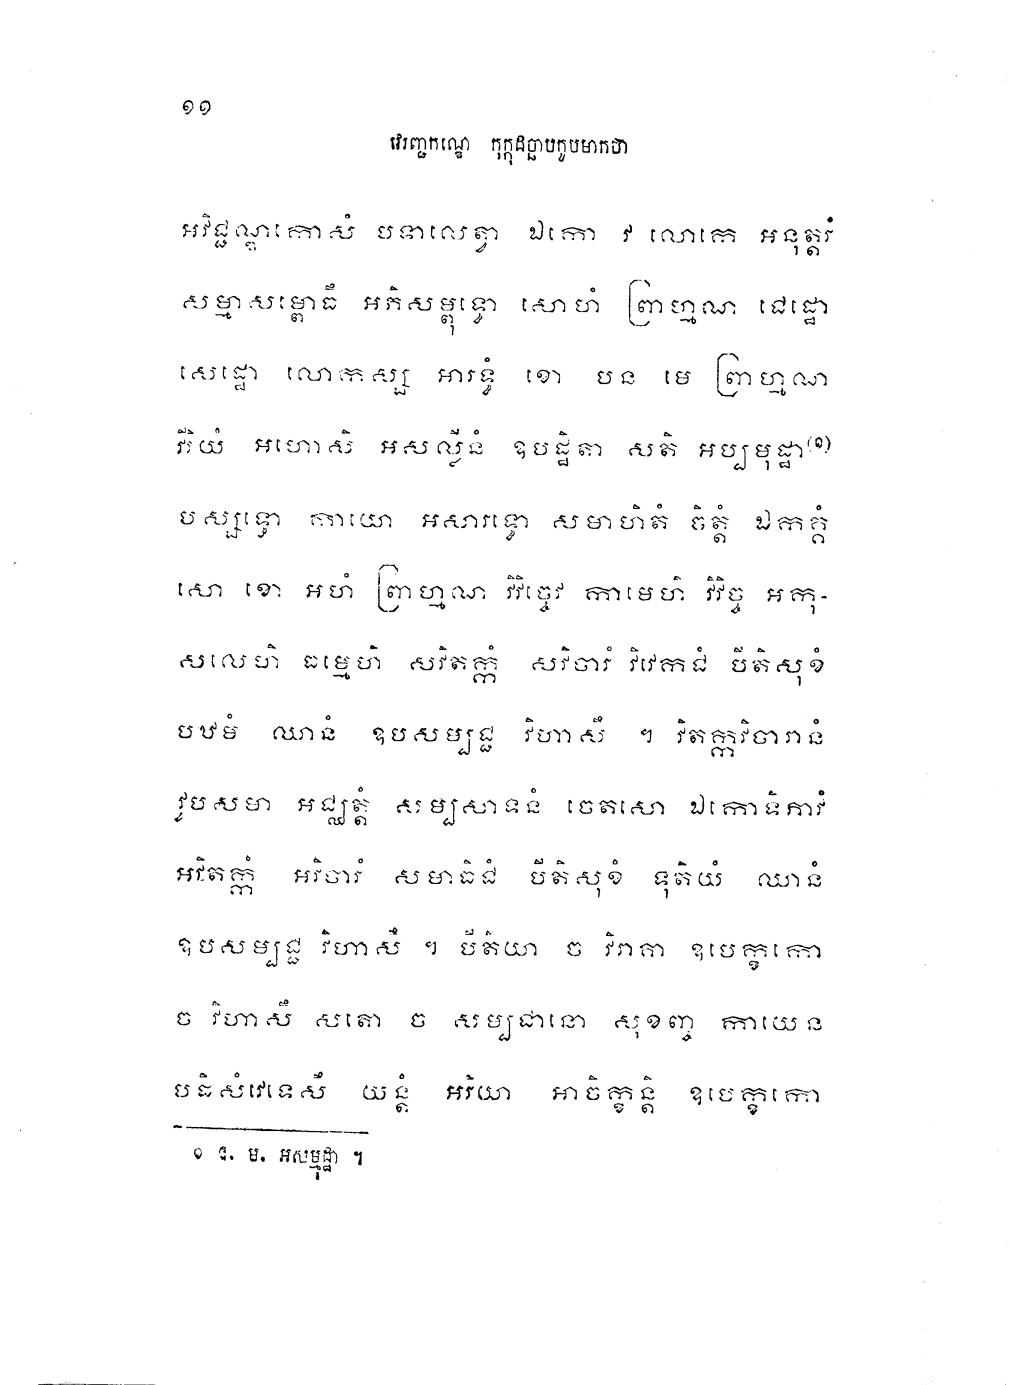 ១១
វេរញ្ជកណ្ឌេ កុក្កុដិច្ឆាបកូបមាកថា
អវិជ្ជណ្ឌកោសំ បទាលេត្វា ឯកោ វ លោកេ អនុត្តរំ
សម្មាសម្ពោធឹ អភិសម្ពុទ្ធោ សោហំ ព្រាហ្មណ ជេដ្ឋោ
សេដ្ឋោ លោកស្ស អារទ្ធំ ខោ បន មេ ព្រាហ្មណ
វីរិយំ អហោសិ អសល្លីនំ ឧបដ្ឋិតា សតិ អប្បមុដ្ឋា(១)
បស្សទ្ធោ កាយោ អសារទ្ធោ សមាហិតំ ចិត្តំ ឯកគ្គំ
សោ ខោ អហំ ព្រាហ្មណ វិវិច្ចេវ កាមេហិ វិវិច្ច អកុ-
សលេហិ ធម្មេហិ សវិតក្កំ សវិចារំ វិវេកជំ បីតិសុខំ
បឋមំ ឈានំ ឧបសម្បជ្ជ វិហាសឹ ។ វិតក្កវិចារានំ
វូបសមា អជ្ឈត្តំ សម្បសាទនំ ចេតសោ ឯកោទិភាវំ
អវិតក្កំ អវិចារំ សមាធិជំ បីតិសុខំ ទុតិយំ ឈានំ
ឧបសម្បជ្ជ វិហាសឹ ។ បីតិយា ច វិរាគា ឧបេក្ខកោ
ច វិហាសឹ សតោ ច សម្បជានោ សុខញ្ច កាយេន
បដិសំវេទេសឹ យន្តំ អរិយា អាចិក្ខន្តិ ឧបេក្ខកោ
១ ឱ. ម. អសម្មុដ្ឋា ។